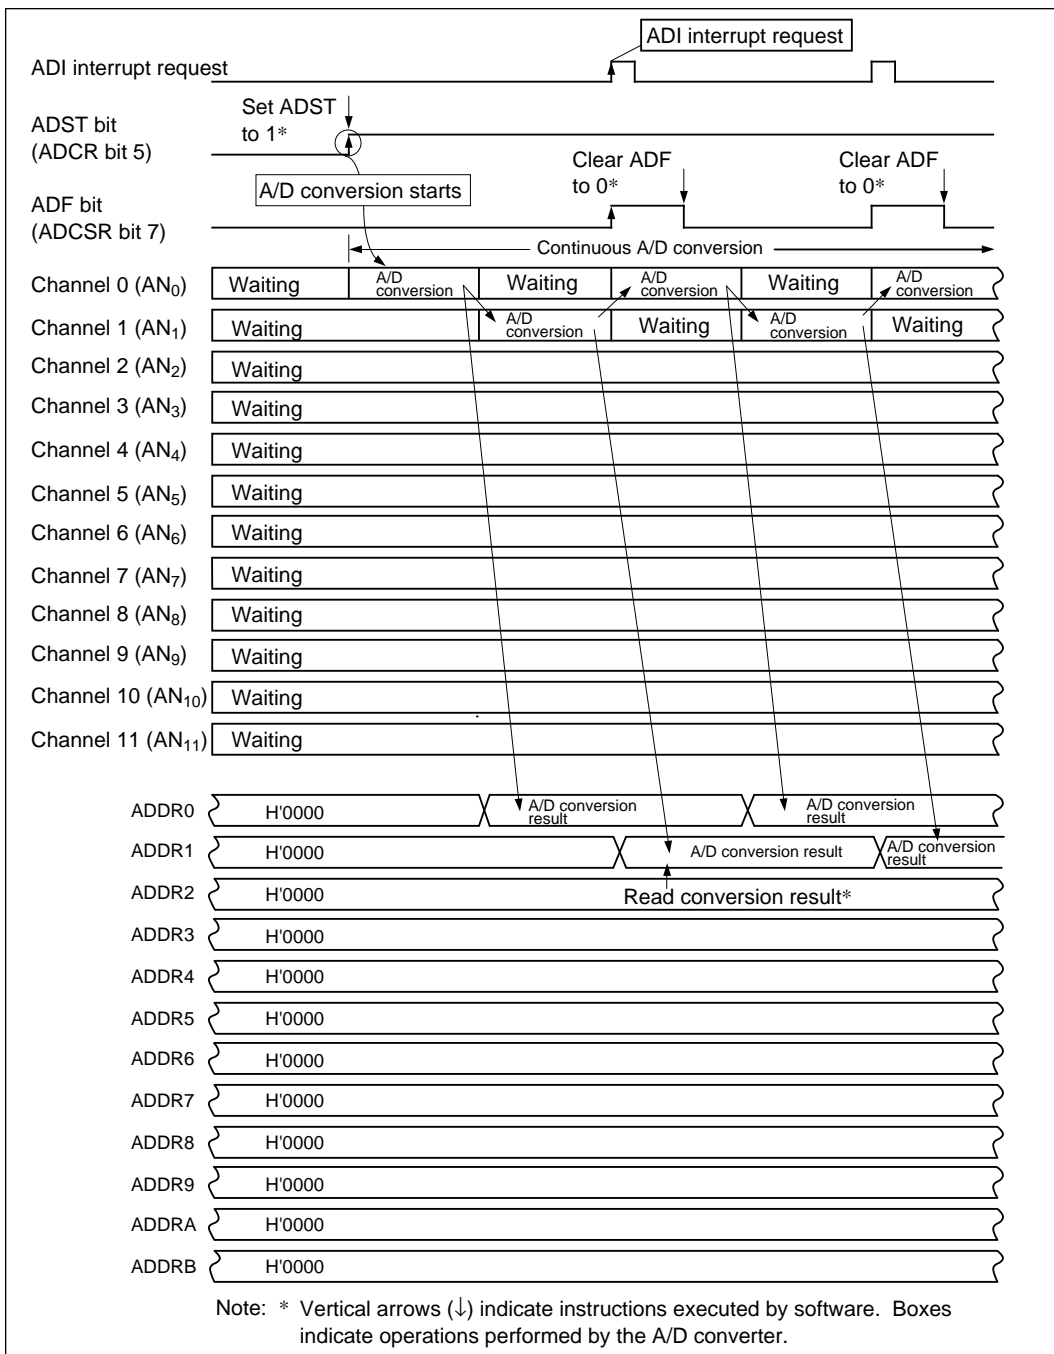 ADI interrupt request
ADI interrupt request
Set ADST
to 1*
ADST bit
(ADCR bit 5)
A/D conversion starts
Clear ADF
to 0*
Clear ADF
to 0*
ADF bit
(ADCSR bit 7)
Continuous A/D conversion
Channel 0 (AN0) Waiting A/D conversion Waiting A/D conversion Waiting A/D conversion
Channel 1 (AN1) Waiting A/D conversion Waiting A/D conversion Waiting
Channel 2 (AN2) Waiting
Channel 3 (AN3) Waiting
Channel 4 (AN4) Waiting
Channel 5 (AN5) Waiting
Channel 6 (AN6) Waiting
Channel 7 (AN7) Waiting
Channel 8 (AN8) Waiting
Channel 9 (AN9) Waiting
Channel 10 (AN10) Waiting
Channel 11 (AN11) Waiting
ADDR0 H'0000 A/D conversion result A/D conversion result
ADDR1 H'0000 A/D conversion result A/D conversion result
ADDR2 H'0000 Read conversion result*
ADDR3 H'0000
ADDR4 H'0000
ADDR5 H'0000
ADDR6 H'0000
ADDR7 H'0000
ADDR8 H'0000
ADDR9 H'0000
ADDRA H'0000
ADDRB H'0000
Note: * Vertical arrows (↓) indicate instructions executed by software. Boxes
indicate operations performed by the A/D converter.